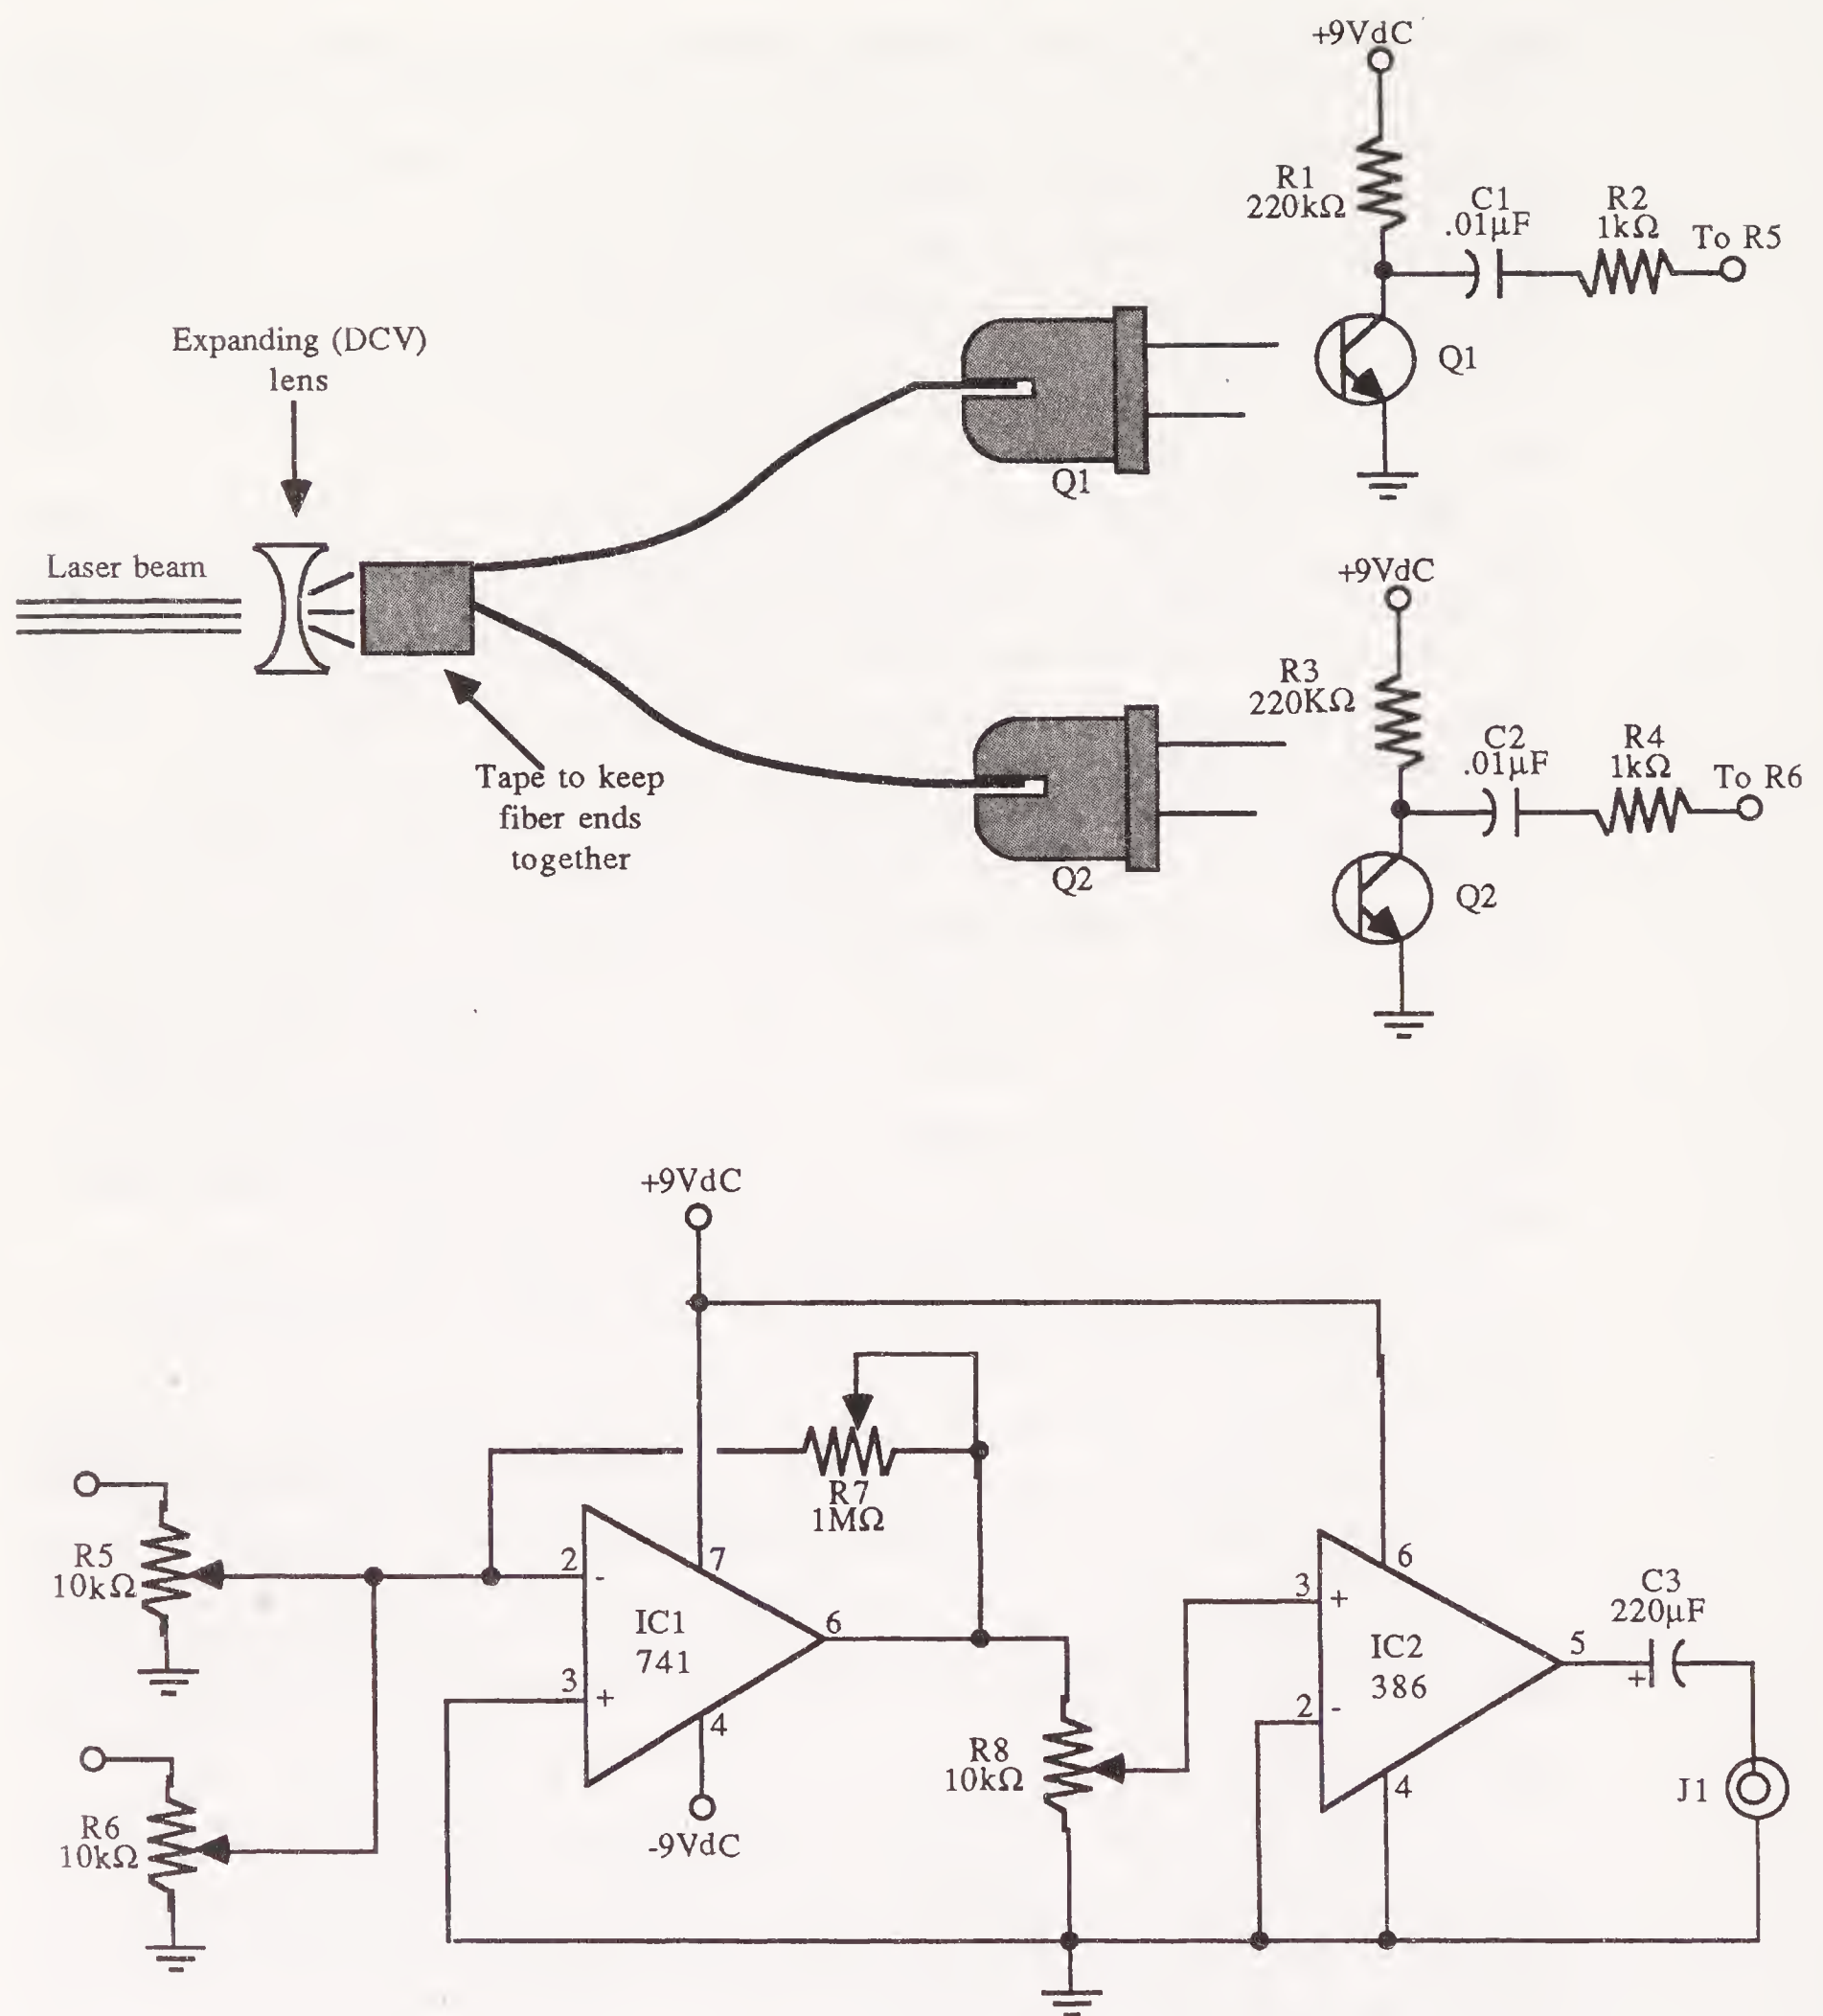 +9VdC
R1
220kΩ
C1
.01µF
R2
1kΩ
To R5
Q1
Expanding (DCV)
lens
Q1
Laser beam
+9VdC
R3
220KΩ
C2
.01µF
R4
1kΩ
To R6
Q2
Tape to keep
fiber ends
together
Q2
+9VdC
R7
1MΩ
R5
10kΩ
2
-
7
IC1
741
6
3
+
4
-9VdC
R6
10kΩ
R8
10kΩ
3
+
6
IC2
386
5
2
-
4
C3
220µF
+
J1